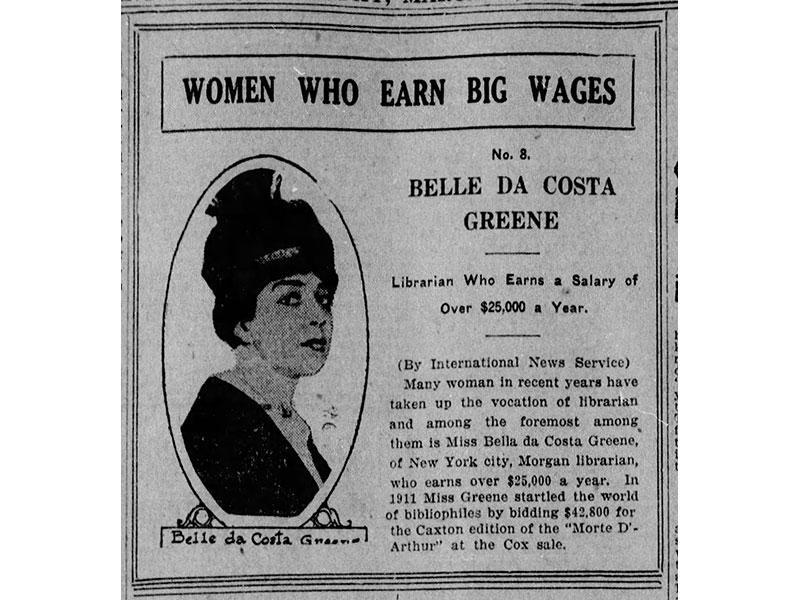 WOMEN WHO EARN BIG WAGES
No. 8.
BELLE DA COSTA
GREENE
Librarian Who Earns a Salary of
Over $25,000 a Year.
(By International News Service)
Many woman in recent years have
taken up the vocation of librarian
and among the foremost among
them is Miss Bella da Costa Greene,
of New York city, Morgan librarian,
who earns over $25,000 a year. In
1911 Miss Greene startled the world
of bibliophiles by bidding $42,800 for
the Caxton edition of the "Morte D'-
Arthur" at the Cox sale.
Belle da Costa Greene